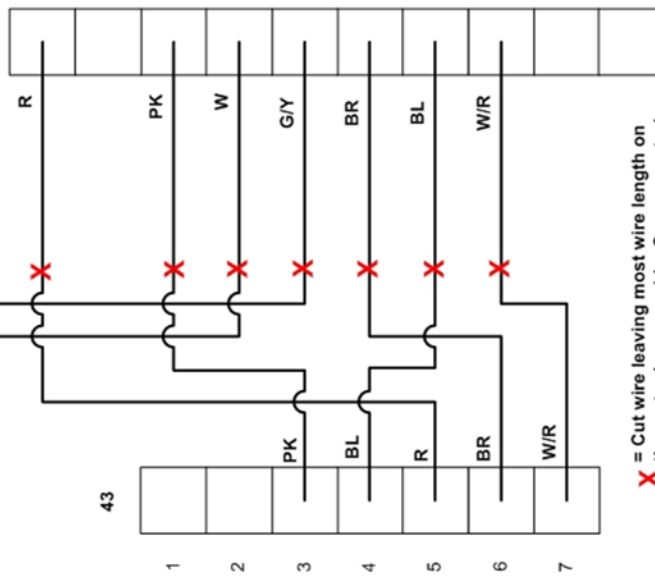 R PK W G/Y BR BL W/R
PK BL R BR W/R
43
1 2 3 4 5 6 7
X = Cut wire leaving most wire length on